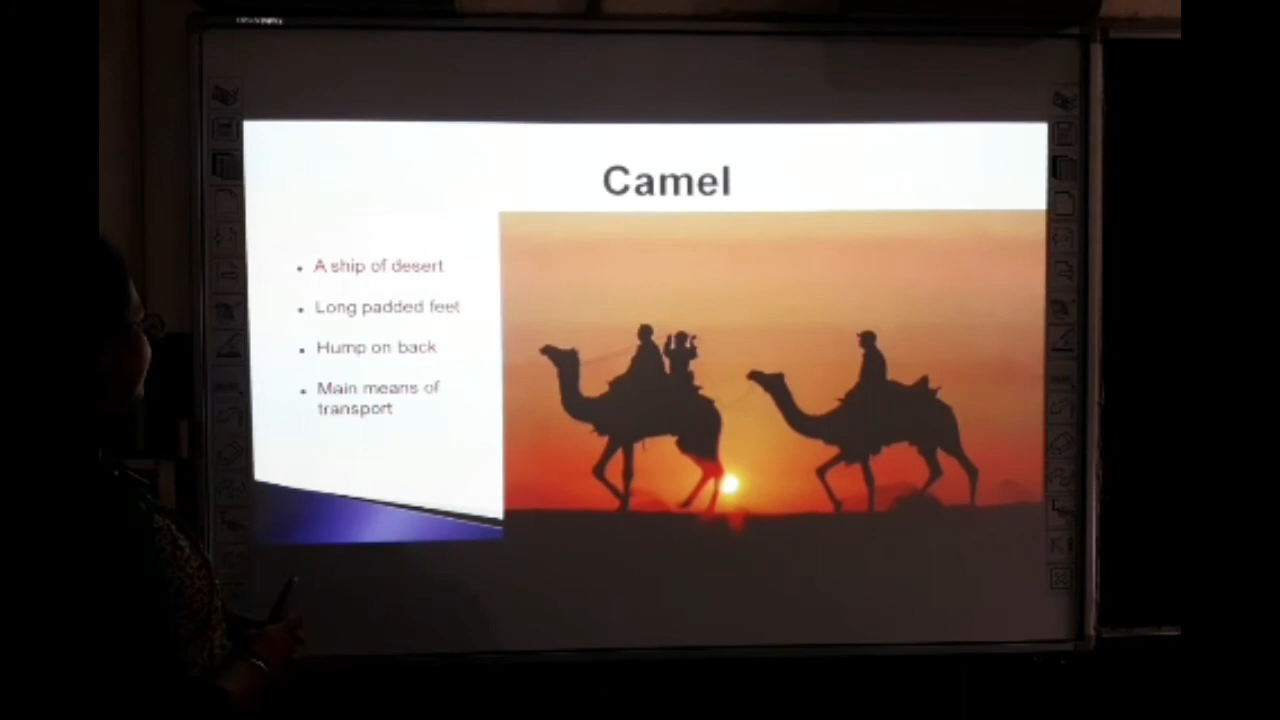 Camel
A ship of desert
Long padded feet
Hump on back
Main means of
transport